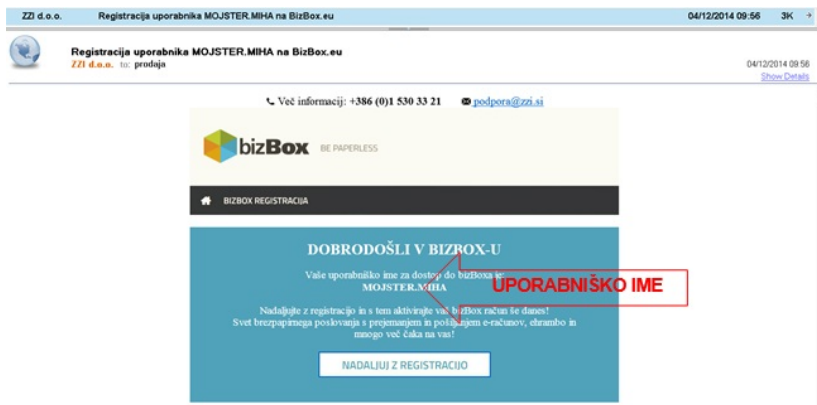 ZZI d.o.o. Registracija uporabnika MOJSTER.MIHA na BizBox.eu 04/12/2014 09:56 3K
Registracija uporabnika MOJSTER.MIHA na BizBox.eu
ZZI d.o.o. to: prodaja 04/12/2014 09:56
Show Details
Več informacij: +386 (0)1 530 33 21 podpora@zzi.si
bizBox BE PAPERLESS
BIZBOX REGISTRACIJA
DOBRODOŠLI V BIZBOX-U
Vaše uporabniško ime za dostop do bizBoxa je:
MOJSTER.MIHA
UPORABNIŠKO IME
Nadaljujte z registracijo in s tem aktivirajte vaš bizBox račun še danes!
Svet brezpapirnega poslovanja s prejemanjem in pošiljanjem e-računov, ehrambo in
mnogo več čaka na vas!
NADALJUJ Z REGISTRACIJO